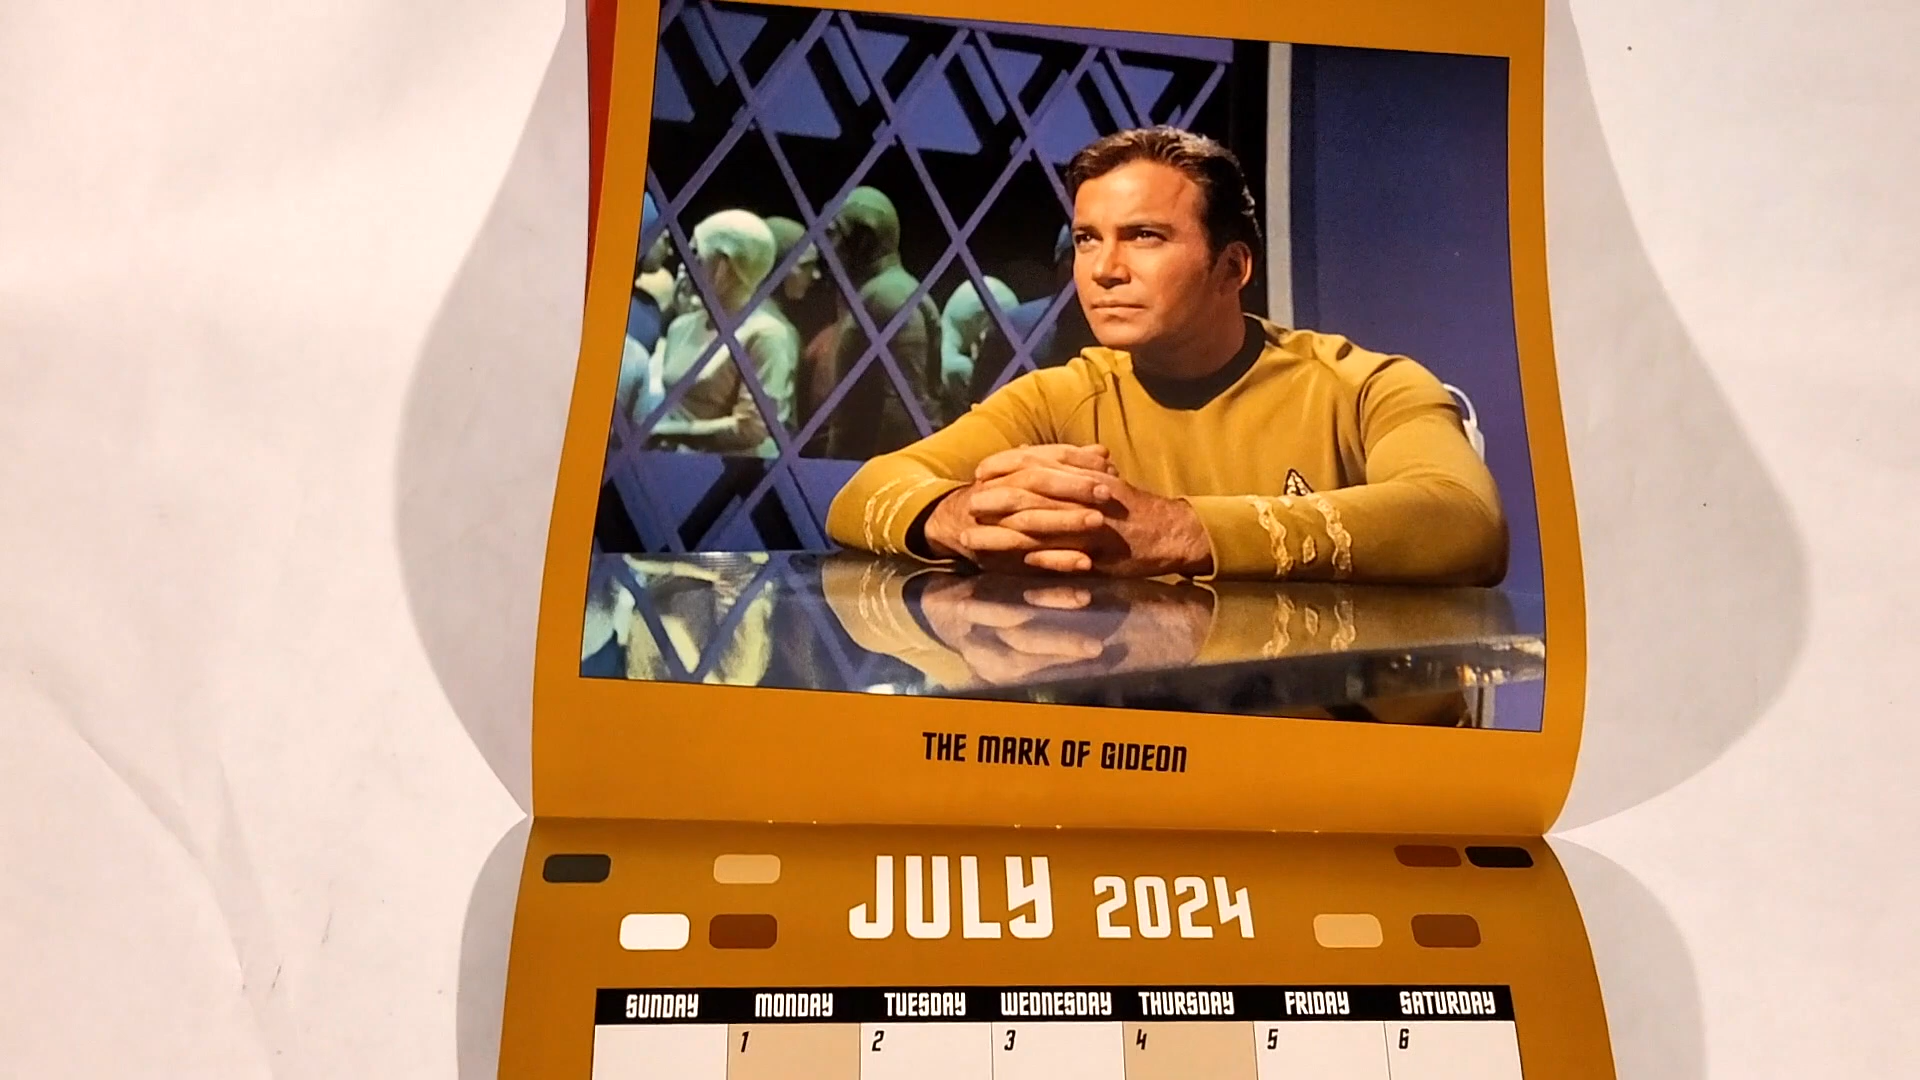 THE MARK OF GIDEON
JULY 2024
SUNDAY MONDAY TUESDAY WEDNESDAY THURSDAY FRIDAY SATURDAY
1 2 3 4 5 6